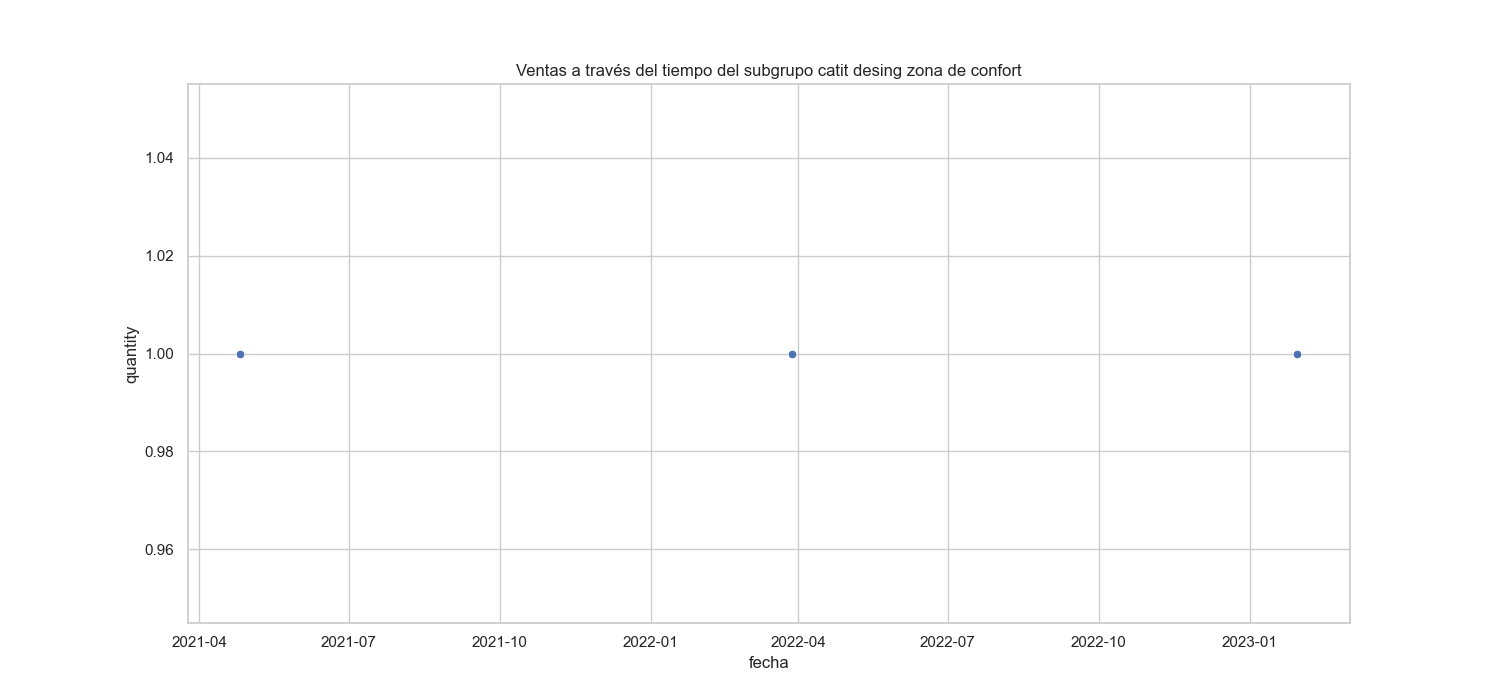 Ventas a través del tiempo del subgrupo catit desing zona de confort
1.04
1.02
1.00
0.98
0.96
quantity
2021-04 2021-07 2021-10 2022-01 2022-04 2022-07 2022-10 2023-01
fecha